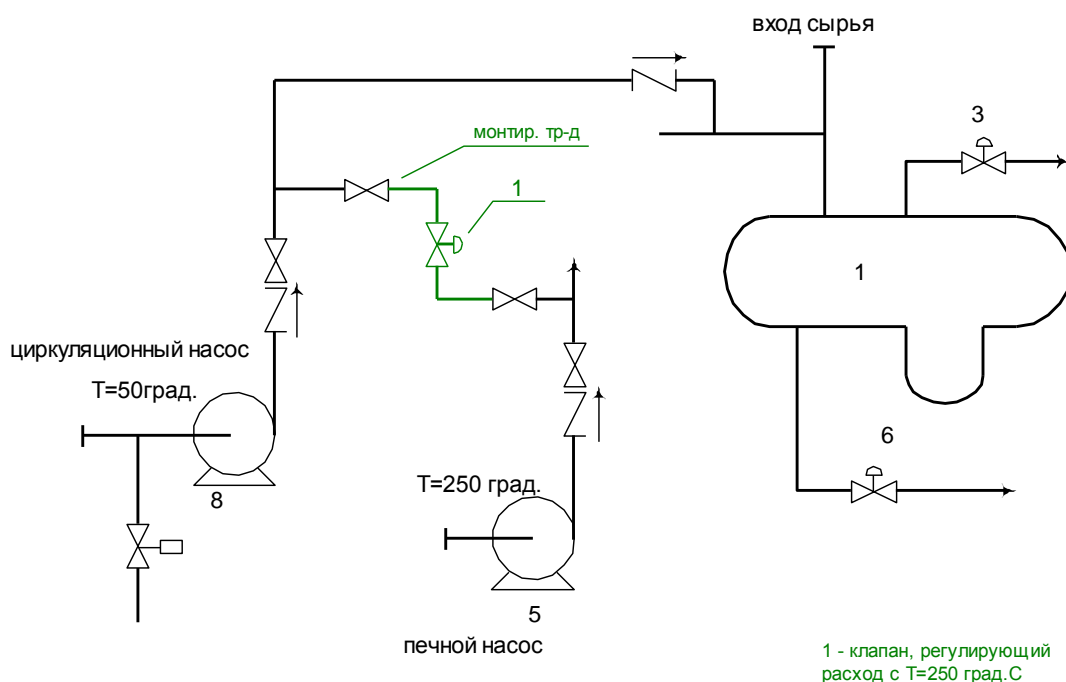 вход сырья
3
монтир. тр-д
1
1
циркуляционный насос
T=50град.
6
T=250 град.
8
5
печной насос
1 - клапан, регулирующий
расход с T=250 град.С